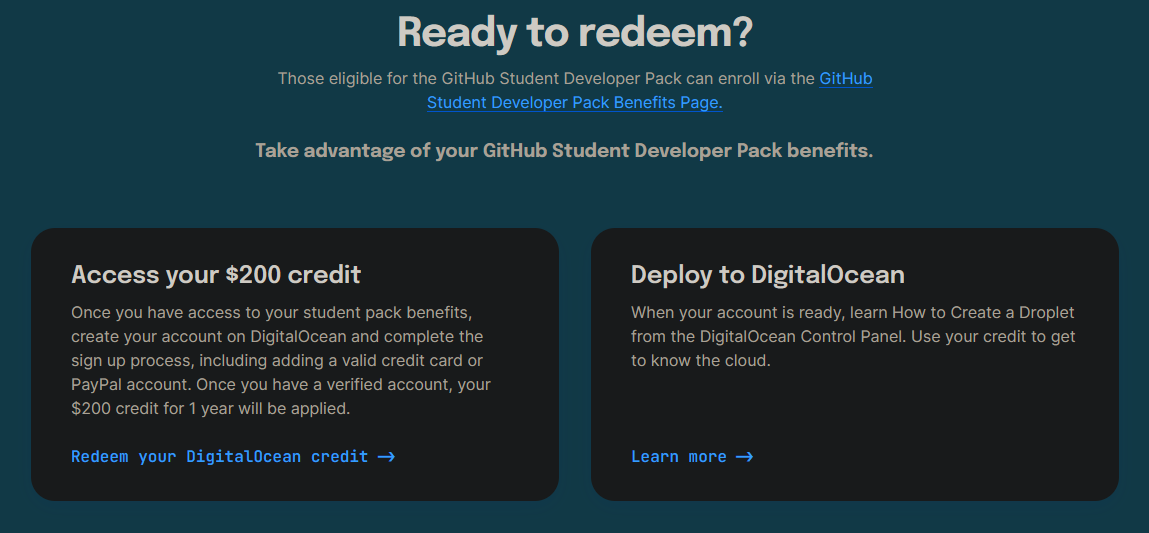 Ready to redeem?
Those eligible for the GitHub Student Developer Pack can enroll via the GitHub
Student Developer Pack Benefits Page.
Take advantage of your GitHub Student Developer Pack benefits.
Access your $200 credit
Once you have access to your student pack benefits,
create your account on DigitalOcean and complete the
sign up process, including adding a valid credit card or
PayPal account. Once you have a verified account, your
$200 credit for 1 year will be applied.
Redeem your DigitalOcean credit →
Deploy to DigitalOcean
When your account is ready, learn How to Create a Droplet
from the DigitalOcean Control Panel. Use your credit to get
to know the cloud.
Learn more →